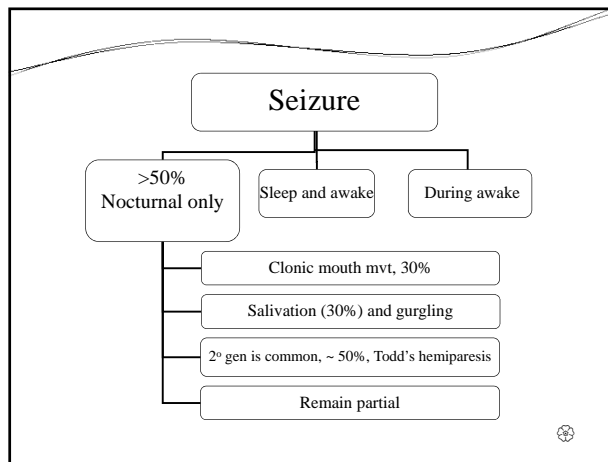 Seizure
>50%
Nocturnal only
Sleep and awake
During awake
Clonic mouth mvt, 30%
Salivation (30%) and gurgling
2º gen is common, ~ 50%, Todd’s hemiparesis
Remain partial